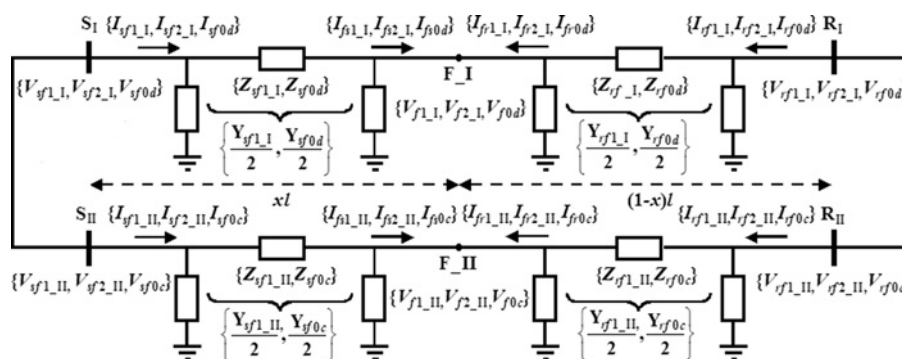 S_I {I_sf1_I, I_sf2_I, I_sf0d} {I_fs1_I, I_fs2_I, I_fs0d} {I_fr1_I, I_fr2_I, I_fr0d} {I_rf1_I, I_rf2_I, I_rf0d} R_I
F_I
{V_sf1_I, V_sf2_I, V_sf0d} {Z_sf1_I, Z_sf0d} {V_f1_I, V_f2_I, V_f0d} {Z_rf_I, Z_rf0d} {V_rf1_I, V_rf2_I, V_rf0d}
{Y_sf1_I/2, Y_sf0d/2} {Y_rf1_I/2, Y_rf0d/2}
xl (1-x)l
S_II {I_sf1_II, I_sf2_II, I_sf0c} {I_fs1_II, I_fs2_II, I_fs0c} {I_fr1_II, I_fr2_II, I_fr0c} {I_rf1_II, I_rf2_II, I_rf0c} R_II
F_II
{V_sf1_II, V_sf2_II, V_sf0c} {Z_sf1_II, Z_sf0c} {V_f1_II, V_f2_II, V_f0c} {Z_rf1_II, Z_rf0c} {V_rf1_II, V_rf2_II, V_rf0c
{Y_sf1_II/2, Y_sf0c/2} {Y_rf1_II/2, Y_rf0c/2}